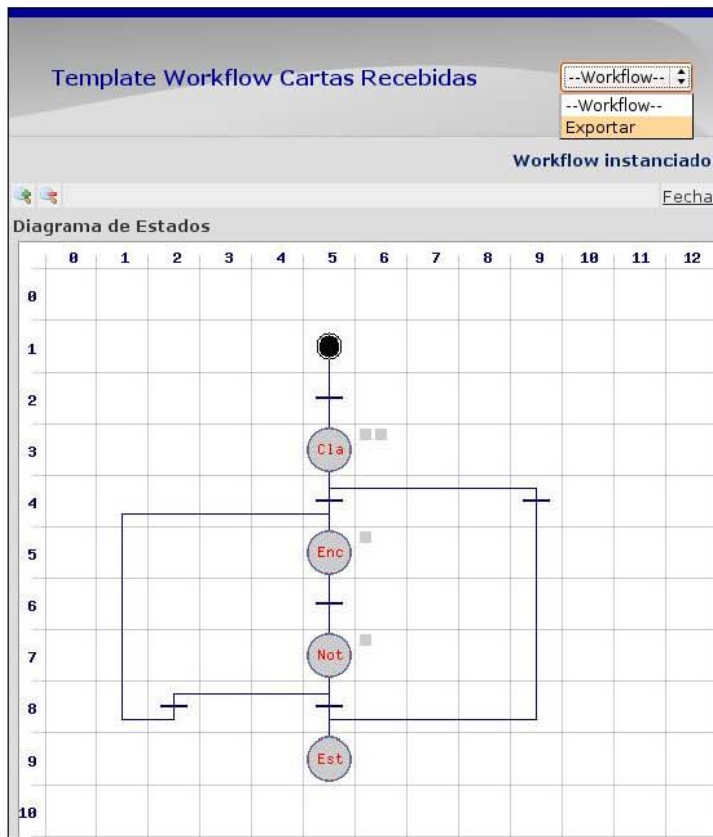 Template Workflow Cartas Recebidas
--Workflow--
--Workflow--
Exportar
Workflow instanciado
Fecha
Diagrama de Estados
0 1 2 3 4 5 6 7 8 9 10 11 12
0
1
2
3
Cla
4
5
Enc
6
7
Not
8
9
Est
10